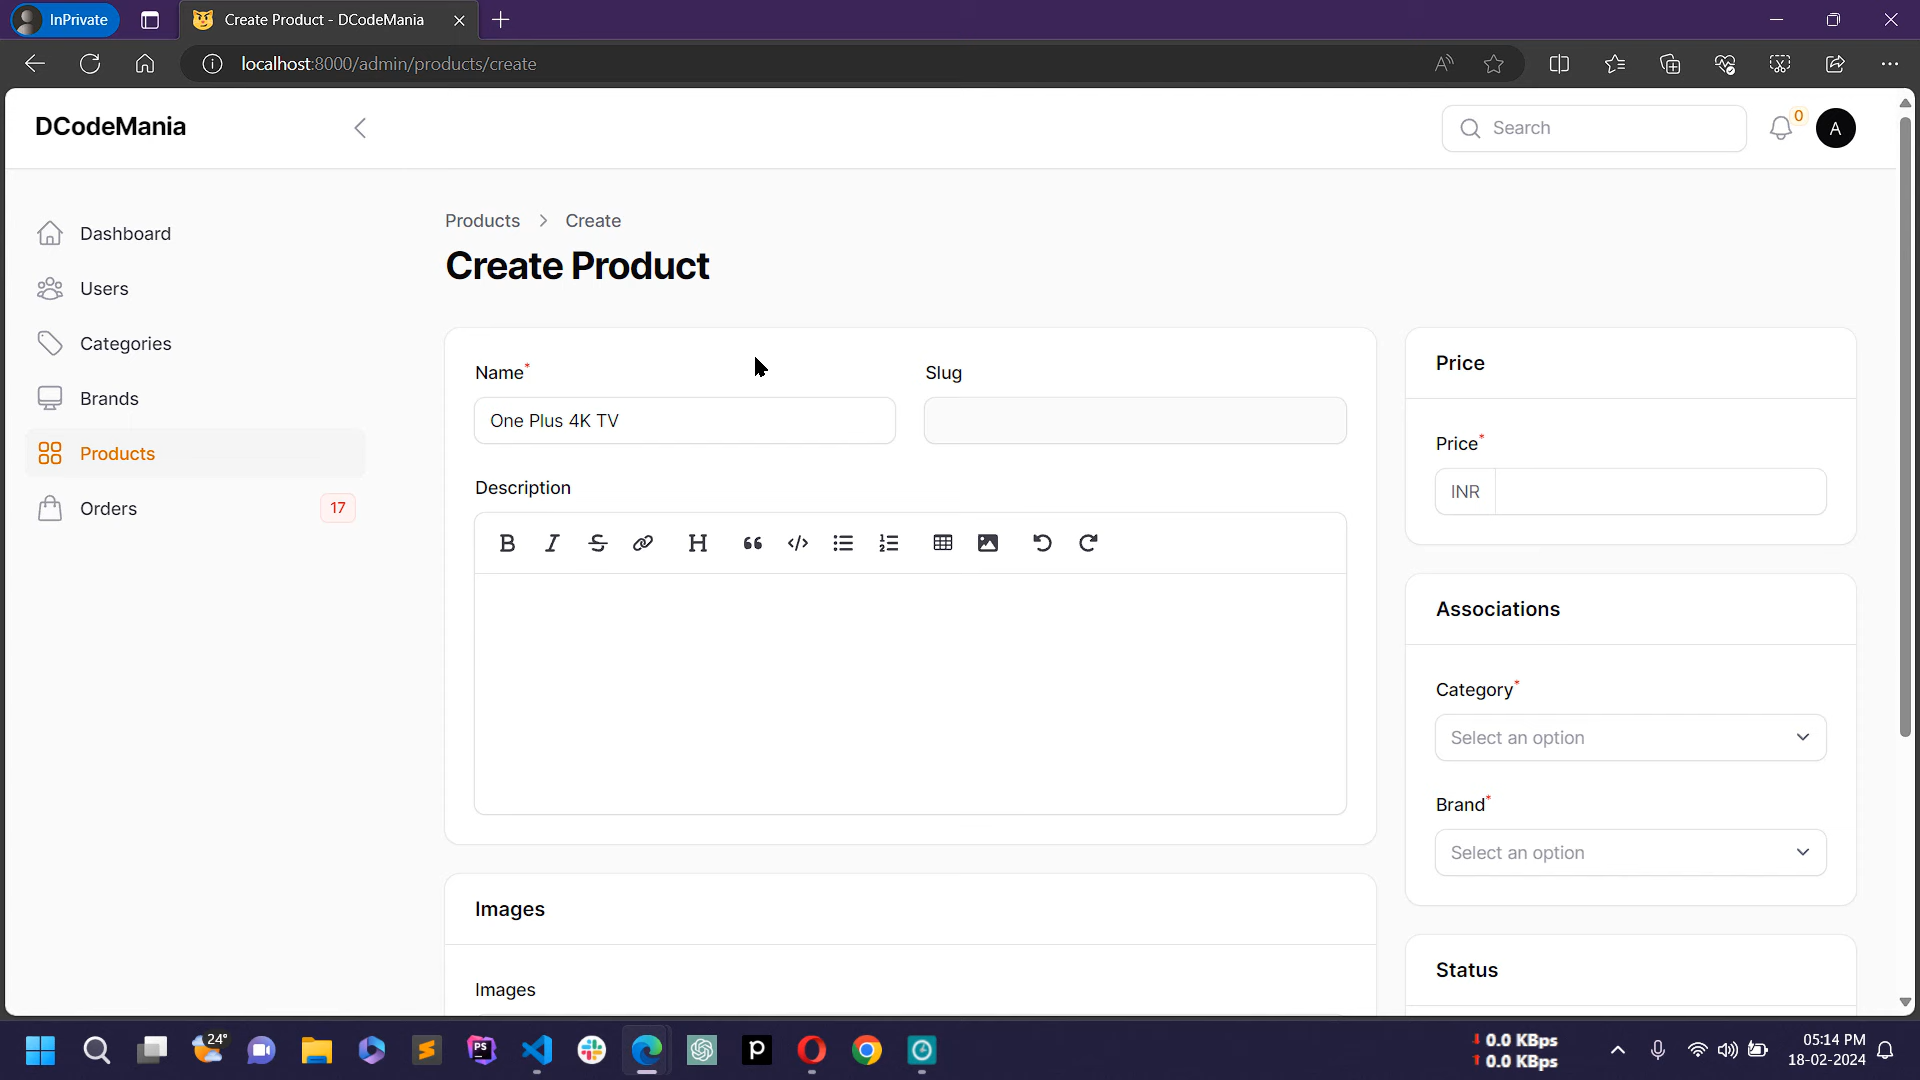 InPrivate
Create Product - DCodeMania
localhost:8000/admin/products/create
DCodeMania
Search
0
A
Dashboard
Users
Categories
Brands
Products
Orders
17
Products > Create
Create Product
Name*
One Plus 4K TV
Slug
Description
Images
Images
Price
Price*
INR
Associations
Category*
Select an option
Brand*
Select an option
Status
24°
PS
0.0 KBps
0.0 KBps
05:14 PM
18-02-2024